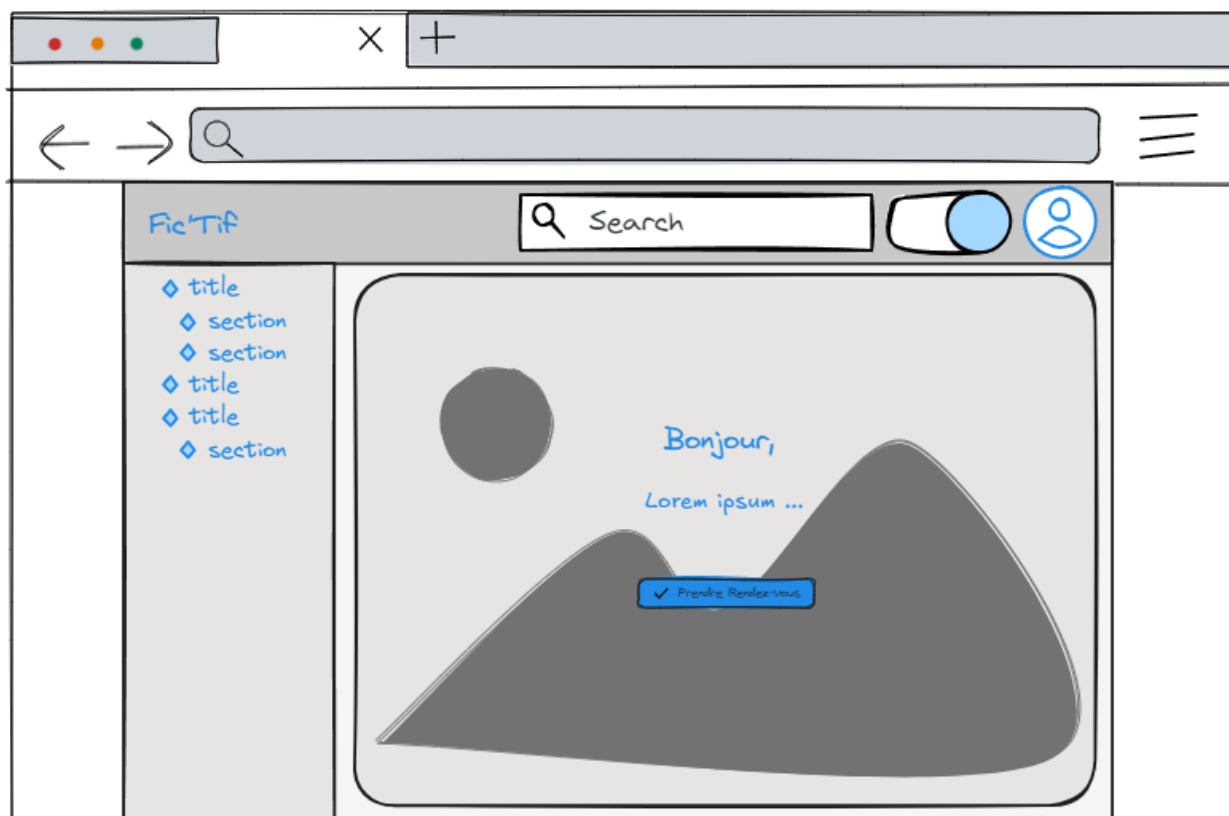 Fic'Tif
Search
title
section
section
title
title
section
Bonjour,
Lorem ipsum ...
Prendre Rendez-vous